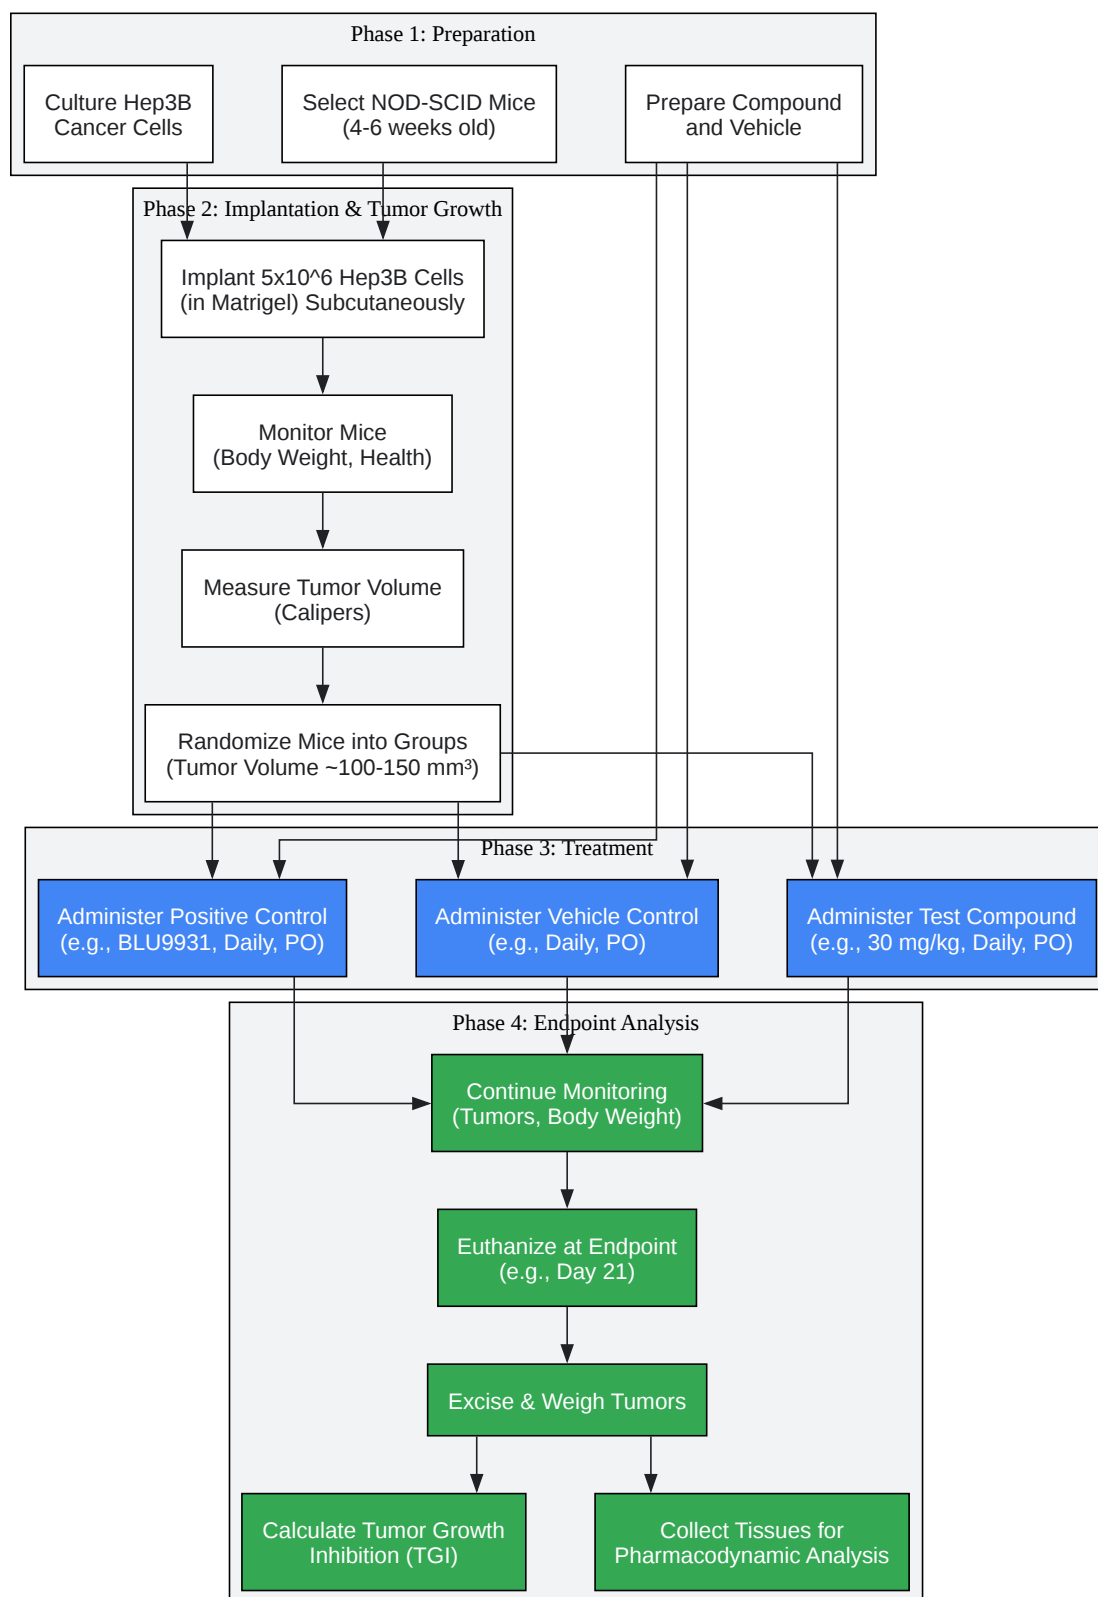 Phase 1: Preparation
Culture Hep3B
Cancer Cells
Select NOD-SCID Mice
(4-6 weeks old)
Prepare Compound
and Vehicle
Phase 2: Implantation & Tumor Growth
Implant 5x10^6 Hep3B Cells
(in Matrigel) Subcutaneously
Monitor Mice
(Body Weight, Health)
Measure Tumor Volume
(Calipers)
Randomize Mice into Groups
(Tumor Volume ~100-150 mm³)
Phase 3: Treatment
Administer Positive Control
(e.g., BLU9931, Daily, PO)
Administer Vehicle Control
(e.g., Daily, PO)
Administer Test Compound
(e.g., 30 mg/kg, Daily, PO)
Phase 4: Endpoint Analysis
Continue Monitoring
(Tumors, Body Weight)
Euthanize at Endpoint
(e.g., Day 21)
Excise & Weigh Tumors
Calculate Tumor Growth
Inhibition (TGI)
Collect Tissues for
Pharmacodynamic Analysis